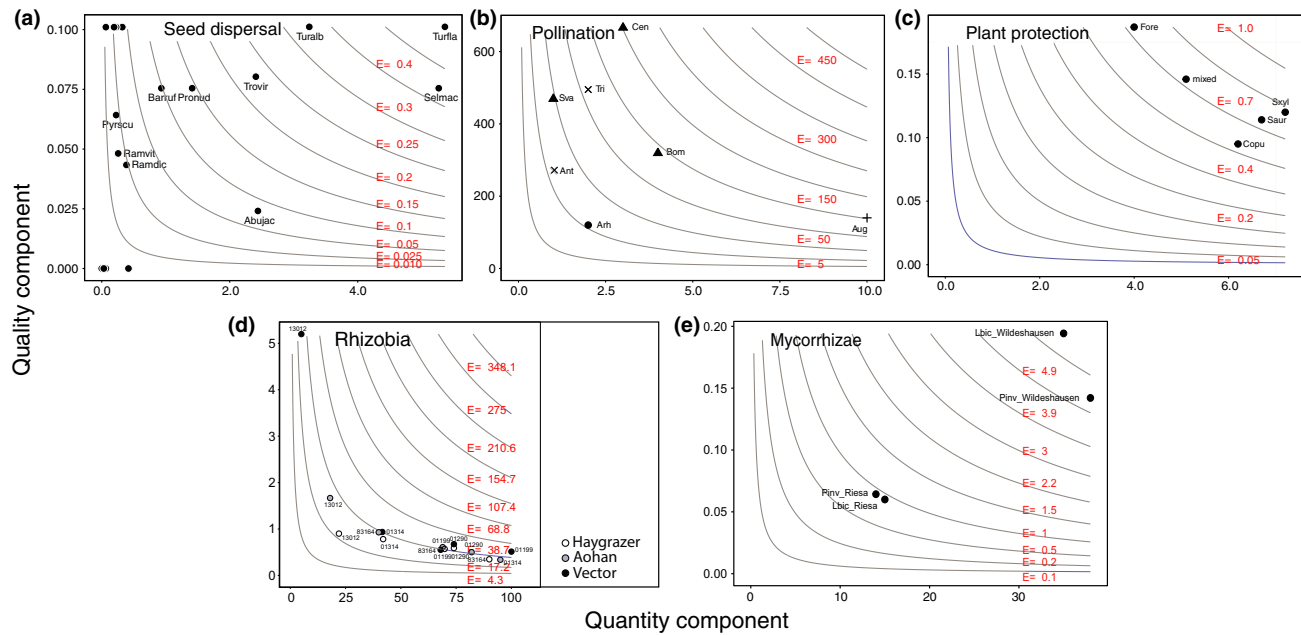 (a)
Seed dispersal
0.100
0.075
0.050
0.025
0.000
0.0
2.0
4.0
Turalb
Turfla
Trovir
Selmac
Barruf
Pronud
Pyrscu
Ramvit
Ramdic
Abujac
E= 0.4
E= 0.3
E= 0.25
E= 0.2
E= 0.15
E= 0.1
E= 0.05
E= 0.025
E= 0.010
(b)
Pollination
600
400
200
0
0.0
2.5
5.0
7.5
10.0
Cen
Tri
Sva
Bom
Ant
Arh
Aug
E= 450
E= 300
E= 150
E= 50
E= 5
(c)
Plant protection
0.15
0.10
0.05
0.00
0.0
2.0
4.0
6.0
Fore
mixed
Sxyl
Saur
Copu
E= 1.0
E= 0.7
E= 0.4
E= 0.2
E= 0.05
Quality component
(d)
Rhizobia
5
4
3
2
1
0
0
25
50
75
100
13012
13012
13012
83164
01314
01314
01199
01290
83164
01290
01199
01290
83164
01314
01199
E= 348.1
E= 275
E= 210.6
E= 154.7
E= 107.4
E= 68.8
E= 38.7
E= 17.2
E= 4.3
Haygrazer
Aohan
Vector
(e)
Mycorrhizae
0.20
0.15
0.10
0.05
0.00
0
10
20
30
Lbic_Wildeshausen
Pinv_Wildeshausen
Pinv_Riesa
Lbic_Riesa
E= 4.9
E= 3.9
E= 3
E= 2.2
E= 1.5
E= 1
E= 0.5
E= 0.2
E= 0.1
Quantity component